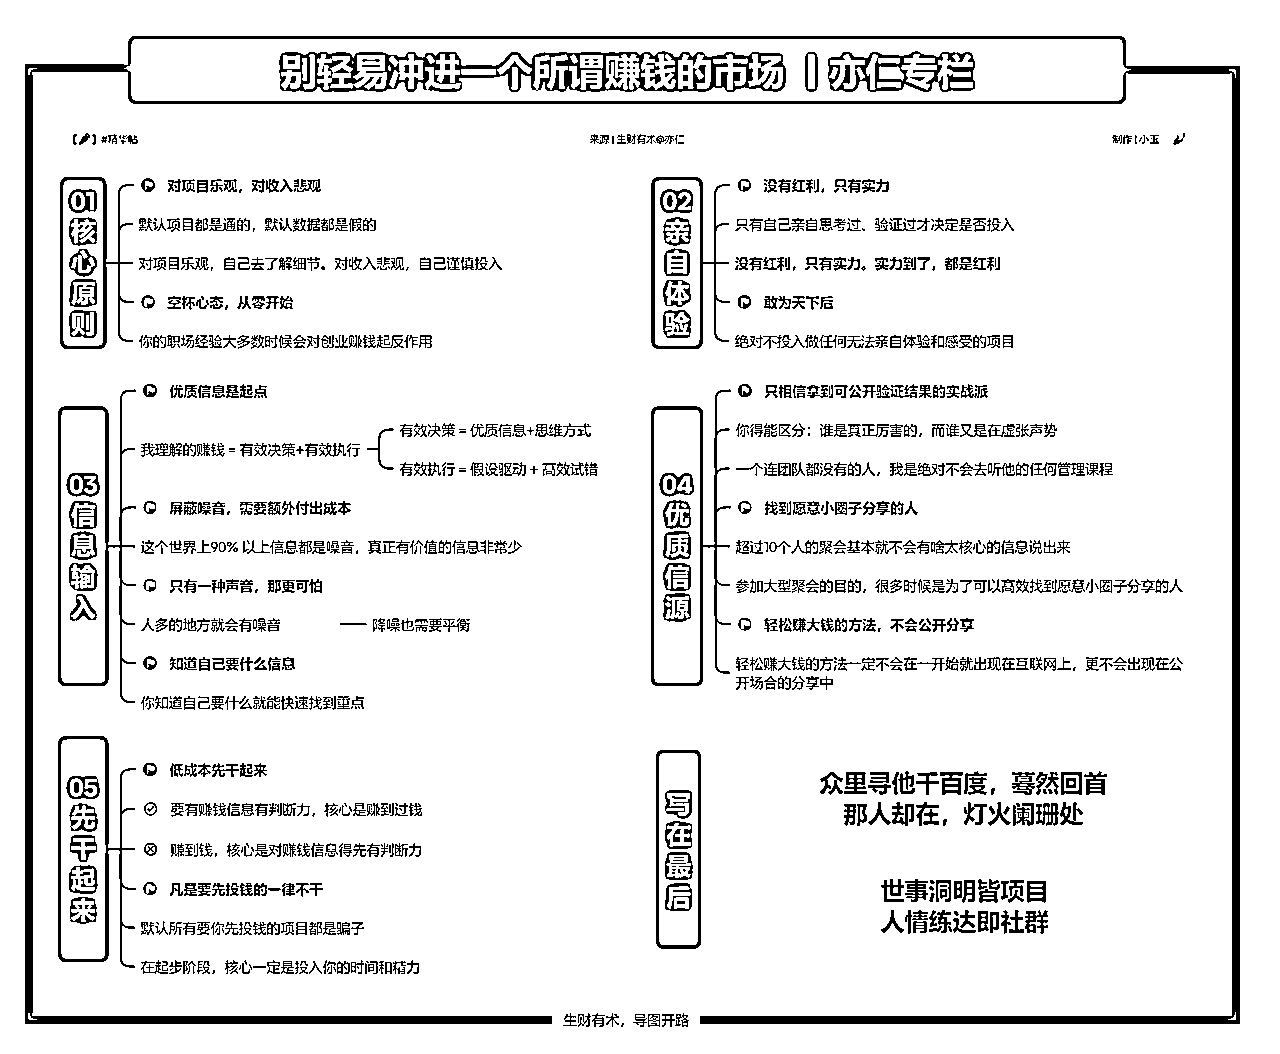 别轻易冲进一个所谓赚钱的市场 | 亦仁专栏
【】#精华帖
来源 | 生财有术@亦仁
制作 | 小玉
01 核心原则
对项目乐观，对收入悲观
默认项目都是通的，默认数据都是假的
对项目乐观，自己去了解细节。对收入悲观，自己谨慎投入
空杯心态，从零开始
你的职场经验大多数时候会对创业赚钱起反作用
02 亲自体验
没有红利，只有实力
只有自己亲自思考过、验证过才决定是否投入
没有红利，只有实力。实力到了，都是红利
敢为天下后
绝对不投入做任何无法亲自体验和感受的项目
03 信息输入
优质信息是起点
我理解的赚钱 = 有效决策+有效执行
有效决策 = 优质信息+思维方式
有效执行 = 假设驱动 + 高效试错
屏蔽噪音，需要额外付出成本
这个世界上90% 以上信息都是噪音，真正有价值的信息非常少
只有一种声音，那更可怕
人多的地方就会有噪音
降噪也需要平衡
知道自己要什么信息
你知道自己要什么就能快速找到重点
04 优质信源
只相信拿到可公开验证结果的实战派
你得能区分：谁是真正厉害的，而谁又是在虚张声势
一个连团队都没有的人，我是绝对不会去听他的任何管理课程
找到愿意小圈子分享的人
超过10个人的聚会基本就不会有啥太核心的信息说出来
参加大型聚会的目的，很多时候是为了可以高效找到愿意小圈子分享的人
轻松赚大钱的方法，不会公开分享
轻松赚大钱的方法一定不会在一开始就出现在互联网上，更不会出现在公
开场合的分享中
05 先干起来
低成本先干起来
要有赚钱信息有判断力，核心是赚到过钱
赚到钱，核心是对赚钱信息得先有判断力
凡是要先投钱的一律不干
默认所有要你先投钱的项目都是骗子
在起步阶段，核心一定是投入你的时间和精力
写在最后
众里寻他千百度，蓦然回首
那人却在，灯火阑珊处
世事洞明皆项目
人情练达即社群
生财有术，导图开路